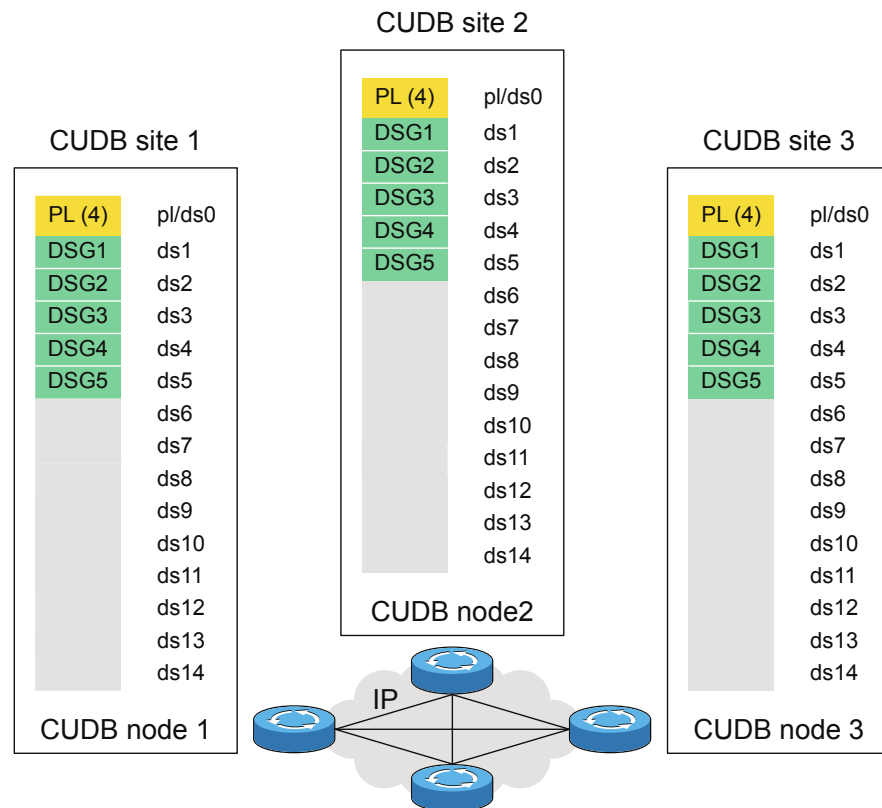 CUDB site 1
PL (4) pl/ds0
DSG1 ds1
DSG2 ds2
DSG3 ds3
DSG4 ds4
DSG5 ds5
ds6
ds7
ds8
ds9
ds10
ds11
ds12
ds13
ds14
CUDB node 1
CUDB site 2
PL (4) pl/ds0
DSG1 ds1
DSG2 ds2
DSG3 ds3
DSG4 ds4
DSG5 ds5
ds6
ds7
ds8
ds9
ds10
ds11
ds12
ds13
ds14
CUDB node2
IP
CUDB site 3
PL (4) pl/ds0
DSG1 ds1
DSG2 ds2
DSG3 ds3
DSG4 ds4
DSG5 ds5
ds6
ds7
ds8
ds9
ds10
ds11
ds12
ds13
ds14
CUDB node 3